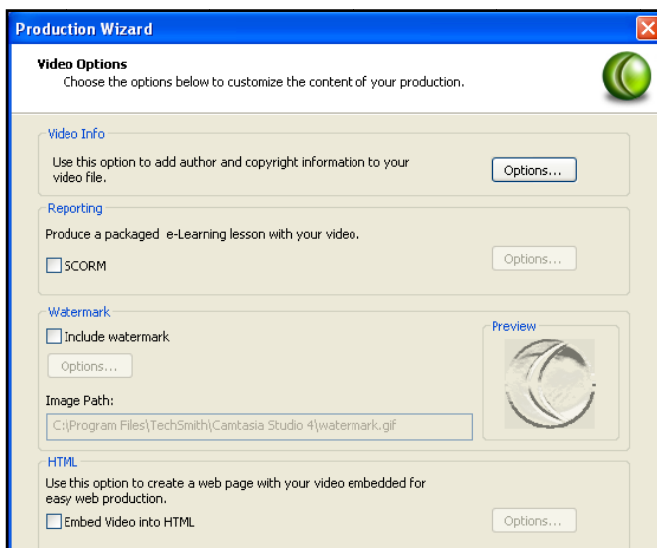 Production Wizard
Video Options
Choose the options below to customize the content of your production.
Video Info
Use this option to add author and copyright information to your
video file.
Options...
Reporting
Produce a packaged e-Learning lesson with your video.
SCORM
Options...
Watermark
Include watermark
Preview
Options...
Image Path:
C:\Program Files\TechSmith\Camtasia Studio 4\watermark.gif
HTML
Use this option to create a web page with your video embedded for
easy web production.
Embed Video into HTML
Options...